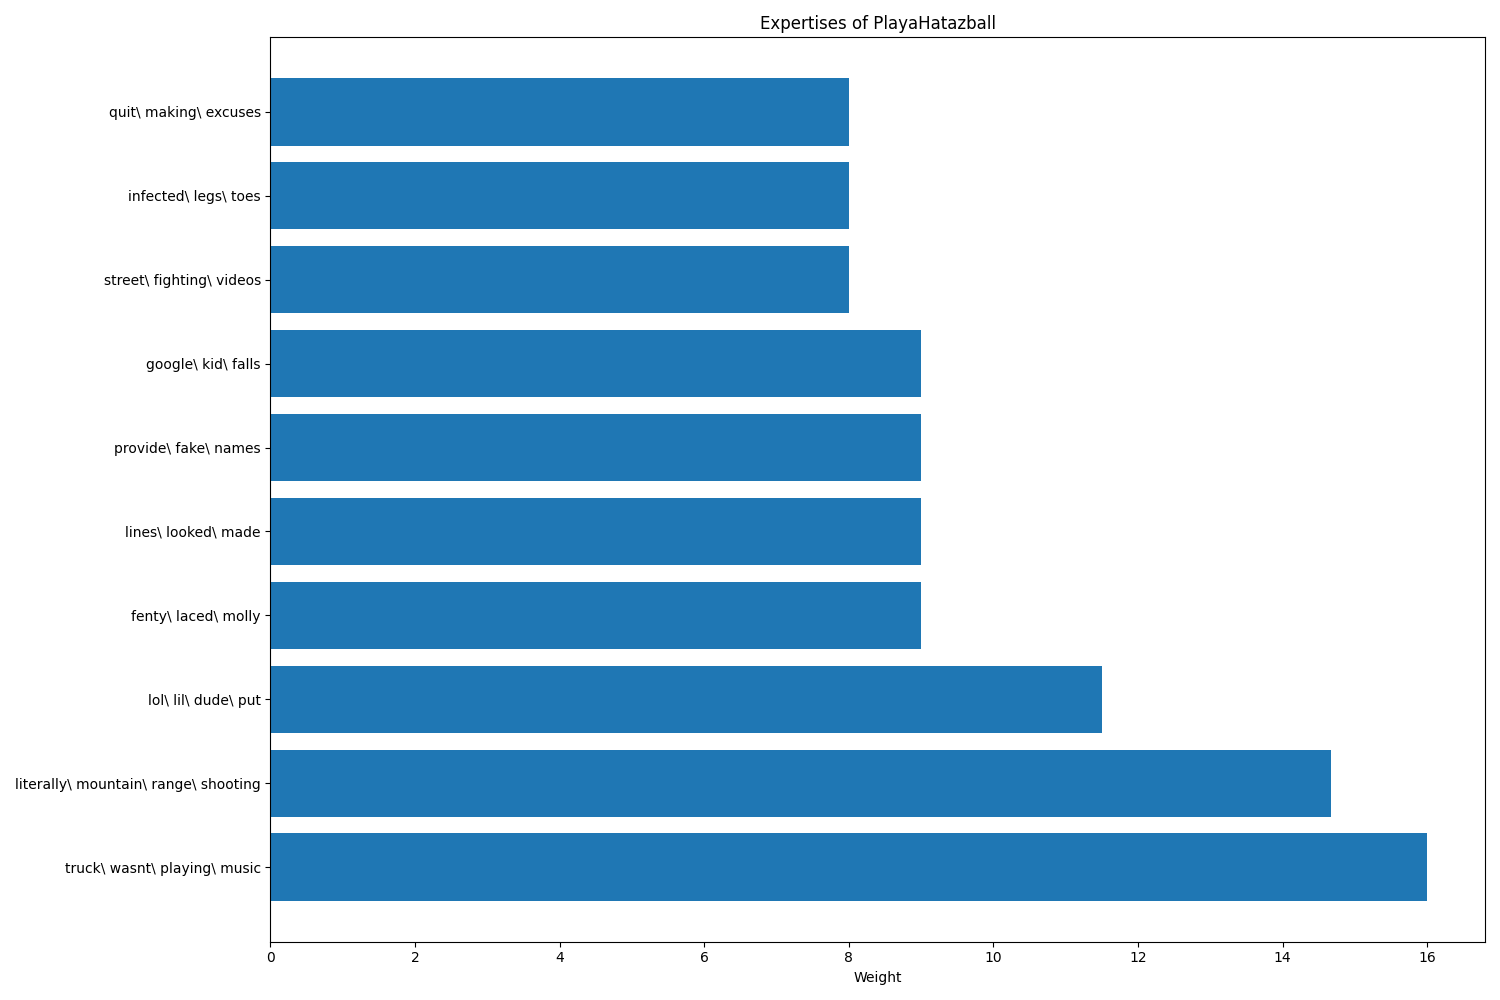 Expertises of PlayaHatazball
quit\ making\ excuses
infected\ legs\ toes
street\ fighting\ videos
google\ kid\ falls
provide\ fake\ names
lines\ looked\ made
fenty\ laced\ molly
lol\ lil\ dude\ put
literally\ mountain\ range\ shooting
truck\ wasnt\ playing\ music
0 2 4 6 8 10 12 14 16
Weight